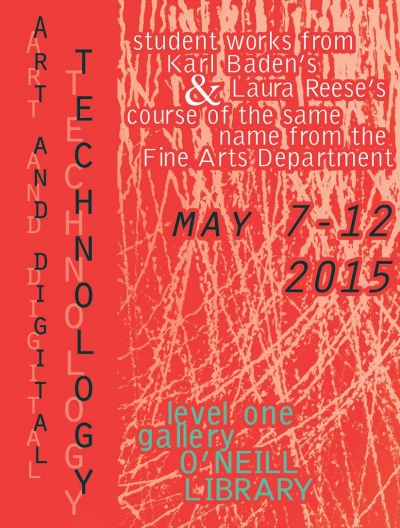 ART AND DIGITAL
TECHNOLOGY
student works from
Karl Baden's
& Laura Reese's
course of the same
name from the
Fine Arts Department
MAY 7-12
2015
level one
gallery
O'NEILL
LIBRARY